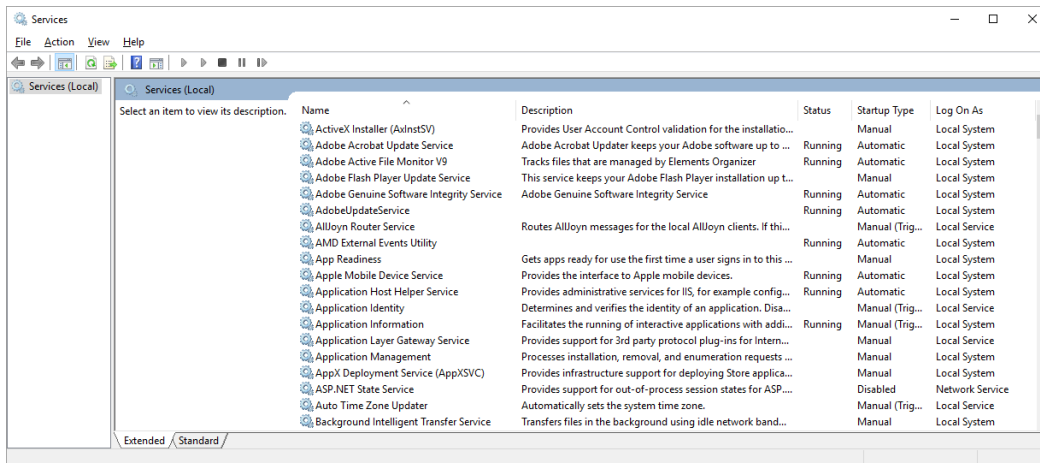 Services
File Action View Help
Services (Local)
Services (Local)
Select an item to view its description.
Name Description Status Startup Type Log On As
ActiveX Installer (AxInstSV) Provides User Account Control validation for the installatio... Manual Local System
Adobe Acrobat Update Service Adobe Acrobat Updater keeps your Adobe software up to ... Running Automatic Local System
Adobe Active File Monitor V9 Tracks files that are managed by Elements Organizer Running Automatic Local System
Adobe Flash Player Update Service This service keeps your Adobe Flash Player installation up t... Manual Local System
Adobe Genuine Software Integrity Service Adobe Genuine Software Integrity Service Running Automatic Local System
AdobeUpdateService Running Automatic Local System
AllJoyn Router Service Routes AllJoyn messages for the local AllJoyn clients. If thi... Manual (Trig... Local Service
AMD External Events Utility Running Automatic Local System
App Readiness Gets apps ready for use the first time a user signs in to this ... Manual Local System
Apple Mobile Device Service Provides the interface to Apple mobile devices. Running Automatic Local System
Application Host Helper Service Provides administrative services for IIS, for example config... Running Automatic Local System
Application Identity Determines and verifies the identity of an application. Disa... Manual (Trig... Local Service
Application Information Facilitates the running of interactive applications with addi... Running Manual (Trig... Local System
Application Layer Gateway Service Provides support for 3rd party protocol plug-ins for Intern... Manual Local Service
Application Management Processes installation, removal, and enumeration requests ... Manual Local System
AppX Deployment Service (AppXSVC) Provides infrastructure support for deploying Store applica... Manual Local System
ASP.NET State Service Provides support for out-of-process session states for ASP.... Disabled Network Service
Auto Time Zone Updater Automatically sets the system time zone. Manual (Trig... Local Service
Background Intelligent Transfer Service Transfers files in the background using idle network band... Manual Local System
Extended Standard